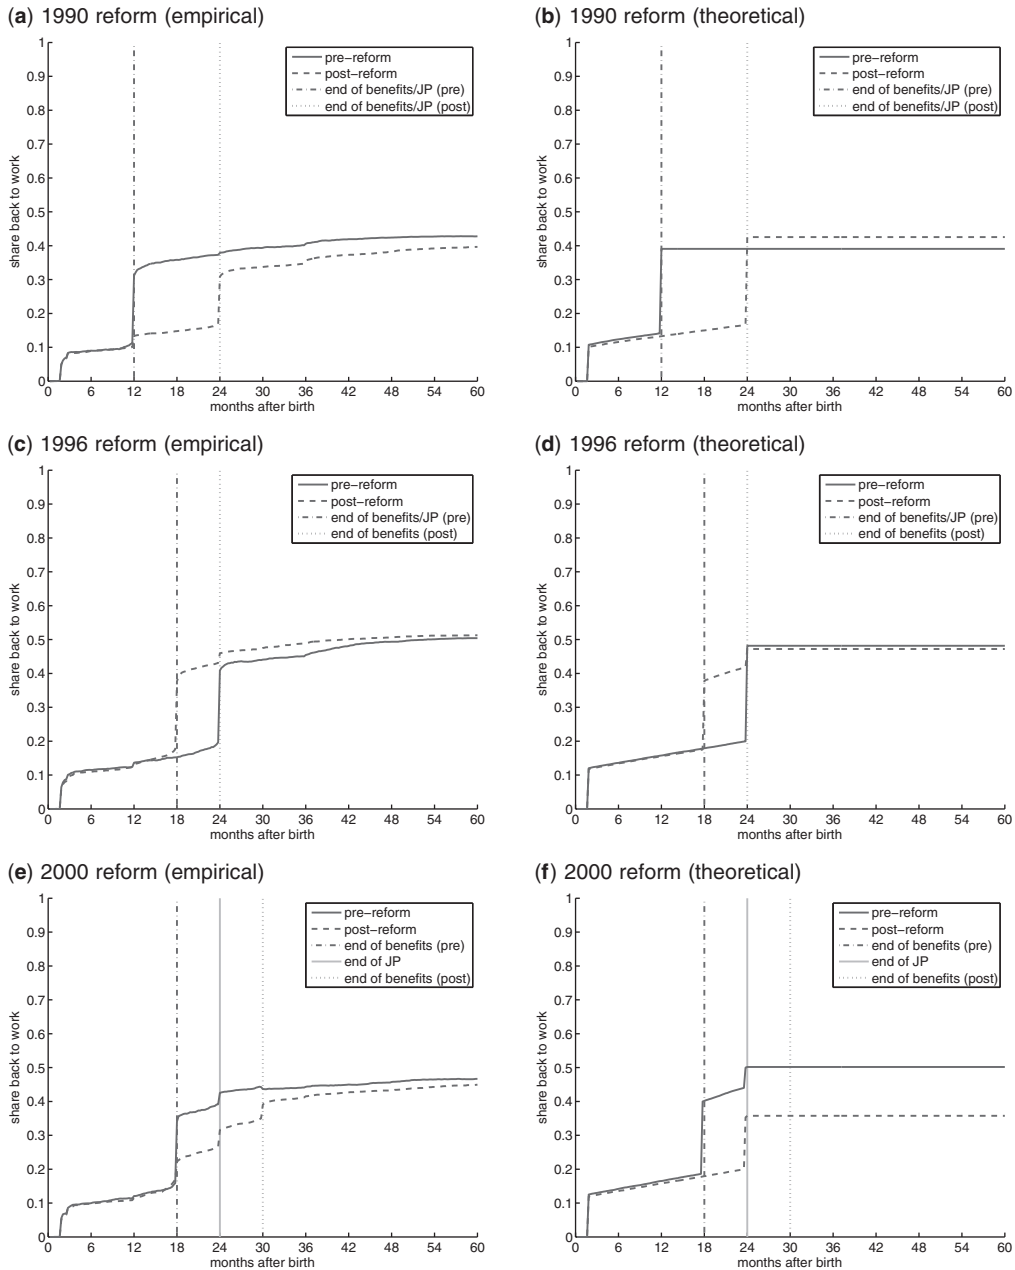 (a) 1990 reform (empirical)
1
0.9
0.8
0.7
0.6
0.5
0.4
0.3
0.2
0.1
0
share back to work
pre−reform
post−reform
end of benefits/JP (pre)
end of benefits/JP (post)
0 6 12 18 24 30 36 42 48 54 60
months after birth
(b) 1990 reform (theoretical)
1
0.9
0.8
0.7
0.6
0.5
0.4
0.3
0.2
0.1
0
share back to work
pre−reform
post−reform
end of benefits/JP (pre)
end of benefits/JP (post)
0 6 12 18 24 30 36 42 48 54 60
months after birth
(c) 1996 reform (empirical)
1
0.9
0.8
0.7
0.6
0.5
0.4
0.3
0.2
0.1
0
share back to work
pre−reform
post−reform
end of benefits/JP (pre)
end of benefits (post)
0 6 12 18 24 30 36 42 48 54 60
months after birth
(d) 1996 reform (theoretical)
1
0.9
0.8
0.7
0.6
0.5
0.4
0.3
0.2
0.1
0
share back to work
pre−reform
post−reform
end of benefits/JP (pre)
end of benefits (post)
0 6 12 18 24 30 36 42 48 54 60
months after birth
(e) 2000 reform (empirical)
1
0.9
0.8
0.7
0.6
0.5
0.4
0.3
0.2
0.1
0
share back to work
pre−reform
post−reform
end of benefits (pre)
end of JP
end of benefits (post)
0 6 12 18 24 30 36 42 48 54 60
months after birth
(f) 2000 reform (theoretical)
1
0.9
0.8
0.7
0.6
0.5
0.4
0.3
0.2
0.1
0
share back to work
pre−reform
post−reform
end of benefits (pre)
end of JP
end of benefits (post)
0 6 12 18 24 30 36 42 48 54 60
months after birth